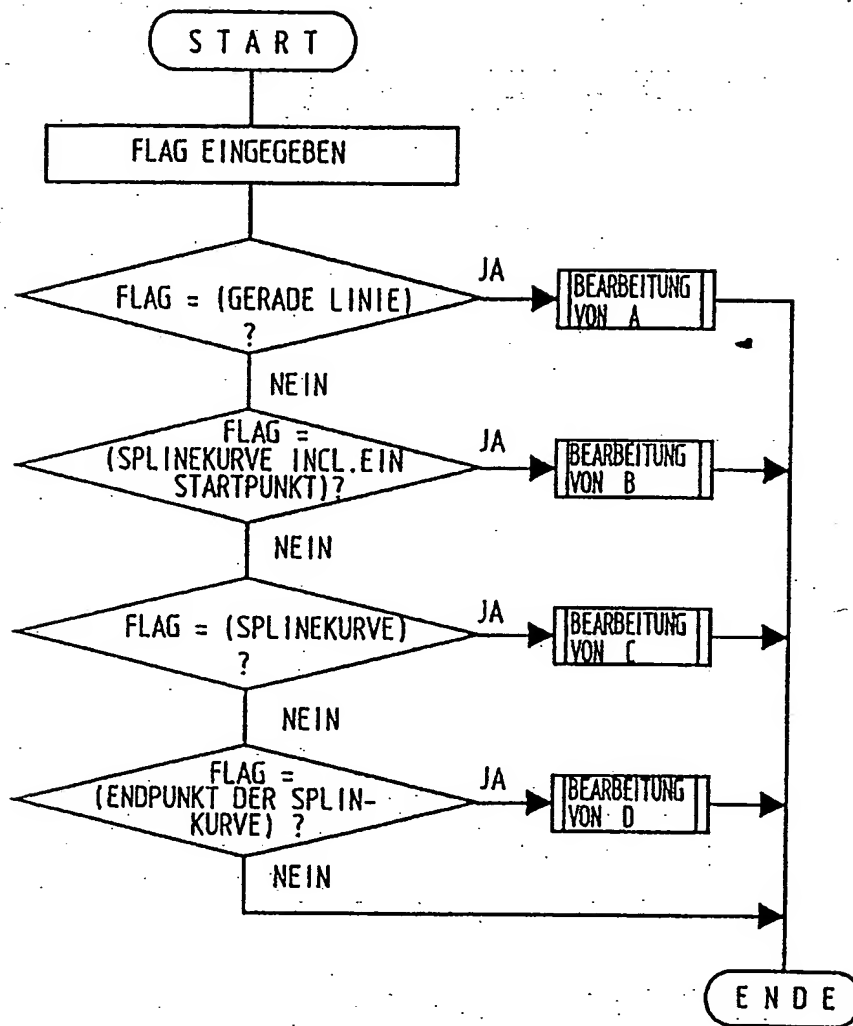 START
FLAG EINGEGEBEN
FLAG = (GERADE LINIE)
?
JA
BEARBEITUNG
VON A
NEIN
FLAG =
(SPLINEKURVE INCL.EIN
STARTPUNKT)?
JA
BEARBEITUNG
VON B
NEIN
FLAG = (SPLINEKURVE)
?
JA
BEARBEITUNG
VON C
NEIN
FLAG =
(ENDPUNKT DER SPLIN-
KURVE) ?
JA
BEARBEITUNG
VON D
NEIN
ENDE